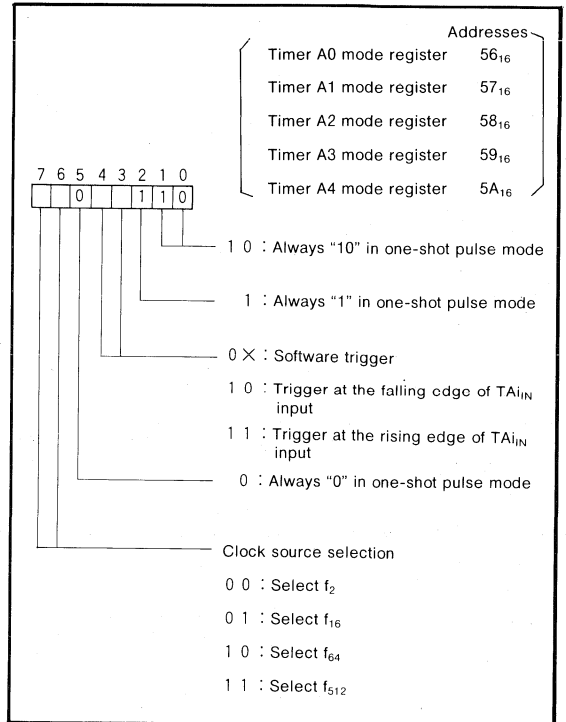 Addresses
Timer A0 mode register 56₁₆
Timer A1 mode register 57₁₆
Timer A2 mode register 58₁₆
Timer A3 mode register 59₁₆
Timer A4 mode register 5A₁₆
7 6 5 4 3 2 1 0
0 1 1 0
1 0 : Always “10” in one-shot pulse mode
1 : Always “1” in one-shot pulse mode
0 × : Software trigger
1 0 : Trigger at the falling edge of TAiIN
input
1 1 : Trigger at the rising edge of TAiIN
input
0 : Always “0” in one-shot pulse mode
Clock source selection
0 0 : Select f₂
0 1 : Select f₁₆
1 0 : Select f₆₄
1 1 : Select f₅₁₂